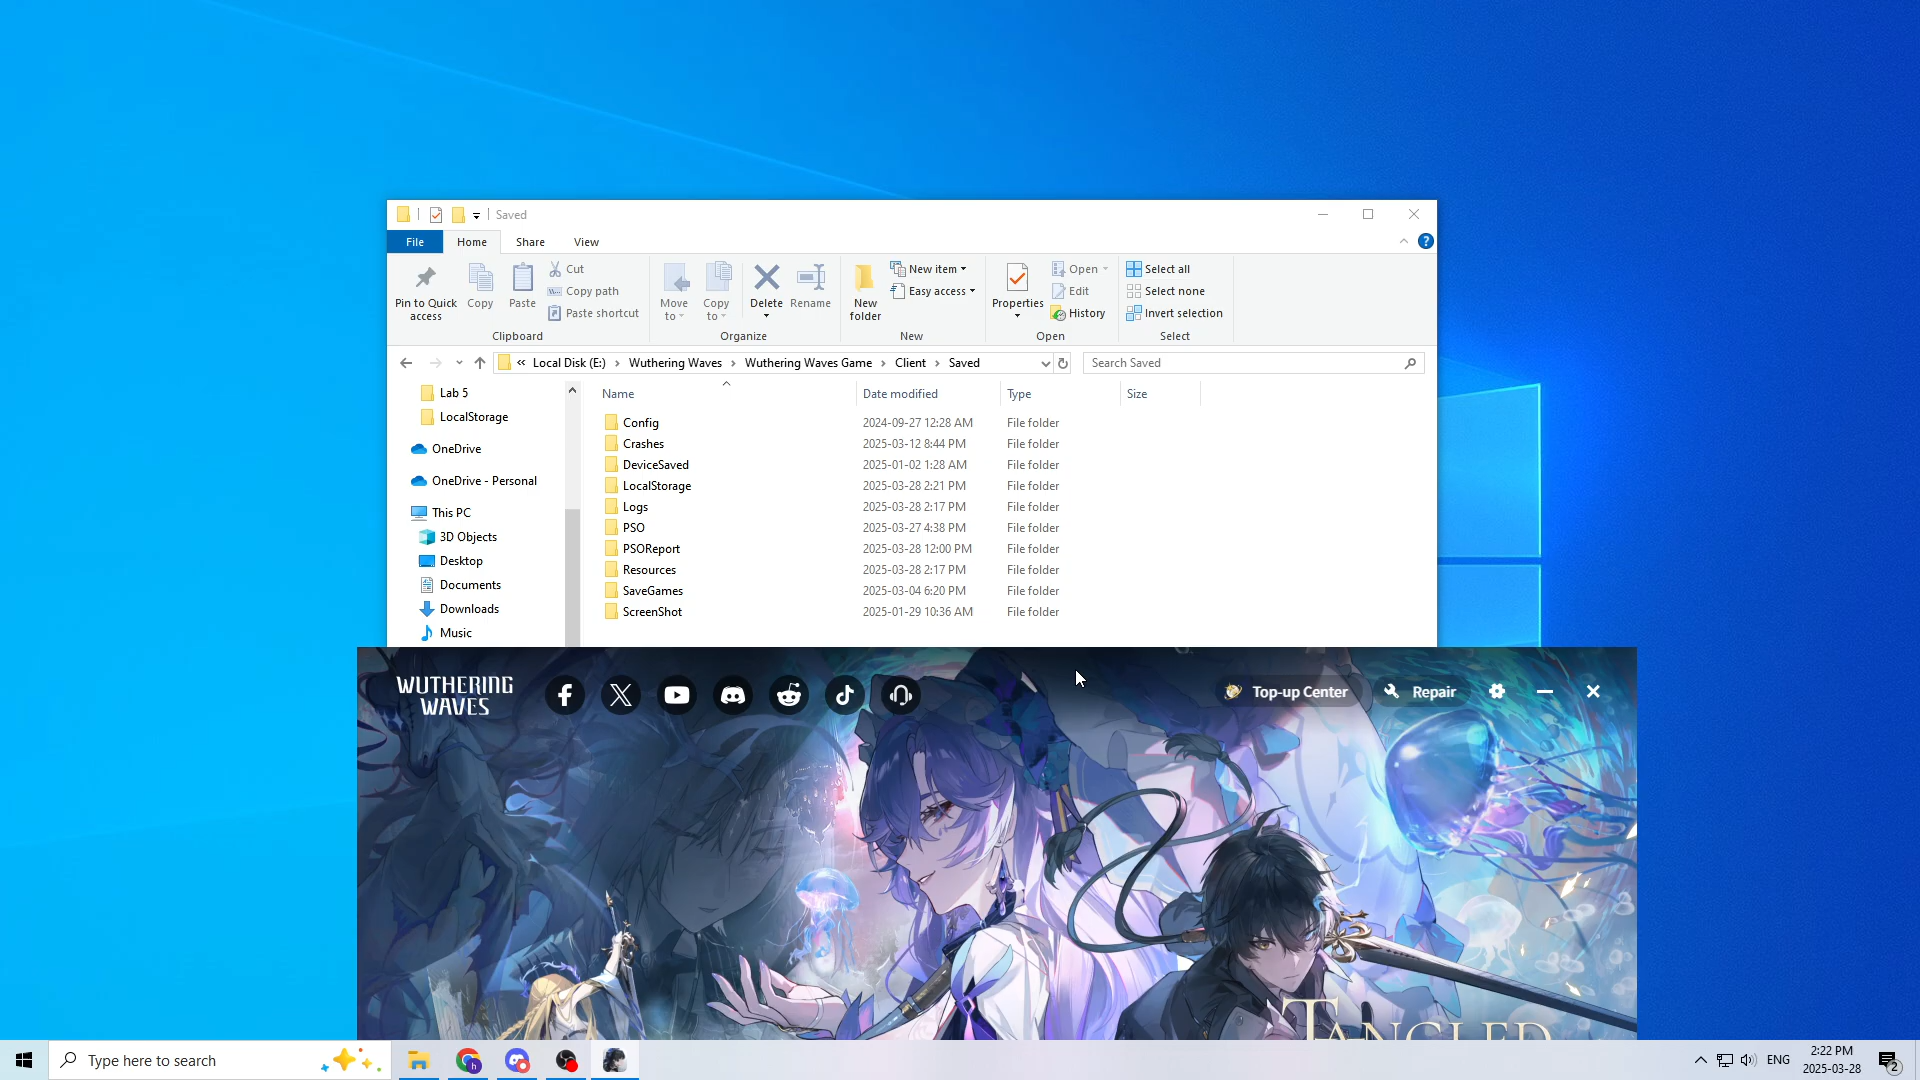 Saved
File Home Share View
Pin to Quick access
Copy
Paste
Cut
Copy path
Paste shortcut
Clipboard
Move to
Copy to
Delete
Rename
Organize
New folder
New item
Easy access
New
Properties
Open
Edit
History
Open
Select all
Select none
Invert selection
Select
« Local Disk (E:) › Wuthering Waves › Wuthering Waves Game › Client › Saved
Search Saved
Lab 5
LocalStorage
OneDrive
OneDrive - Personal
This PC
3D Objects
Desktop
Documents
Downloads
Music
Name Date modified Type Size
Config 2024-09-27 12:28 AM File folder
Crashes 2025-03-12 8:44 PM File folder
DeviceSaved 2025-01-02 1:28 AM File folder
LocalStorage 2025-03-28 2:21 PM File folder
Logs 2025-03-28 2:17 PM File folder
PSO 2025-03-27 4:38 PM File folder
PSOReport 2025-03-28 12:00 PM File folder
Resources 2025-03-28 2:17 PM File folder
SaveGames 2025-03-04 6:20 PM File folder
ScreenShot 2025-01-29 10:36 AM File folder
WUTHERING
WAVES
Top-up Center
Repair
TANGLED
Type here to search
ENG
2:22 PM
2025-03-28
2